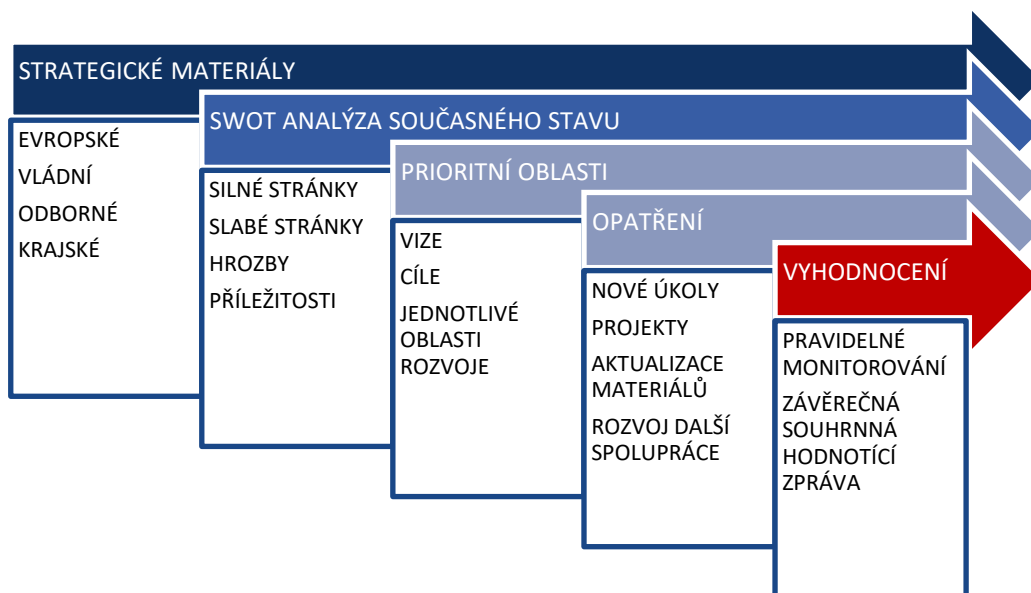 STRATEGICKÉ MATERIÁLY
EVROPSKÉ
VLÁDNÍ
ODBORNÉ
KRAJSKÉ
SWOT ANALÝZA SOUČASNÉHO STAVU
SILNÉ STRÁNKY
SLABÉ STRÁNKY
HROZBY
PŘÍLEŽITOSTI
PRIORITNÍ OBLASTI
VIZE
CÍLE
JEDNOTLIVÉ
OBLASTI
ROZVOJE
OPATŘENÍ
NOVÉ ÚKOLY
PROJEKTY
AKTUALIZACE
MATERIÁLŮ
ROZVOJ DALŠÍ
SPOLUPRÁCE
VYHODNOCENÍ
PRAVIDELNÉ
MONITOROVÁNÍ
ZÁVĚREČNÁ
SOUHRNNÁ
HODNOTÍCÍ
ZPRÁVA